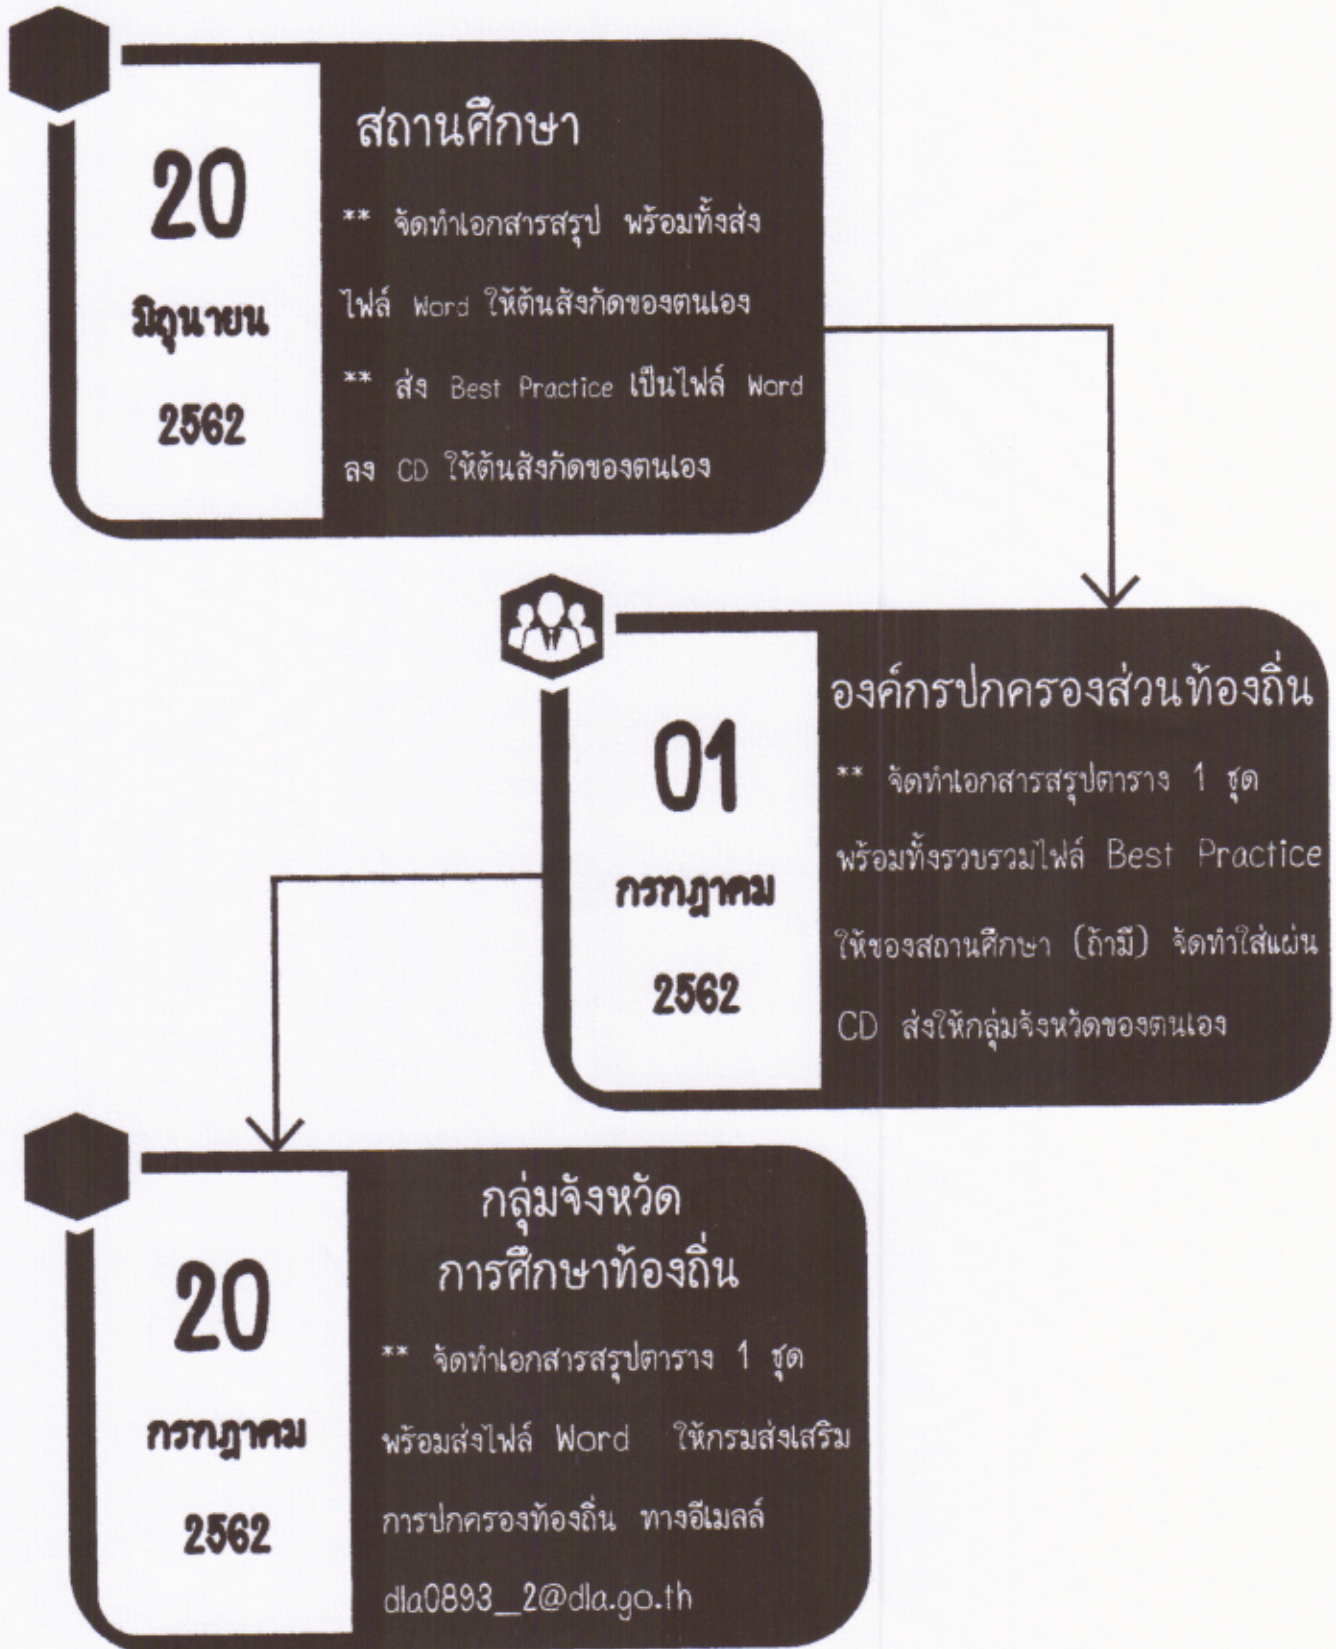 20
มิถุนายน
2562
สถานศึกษา
** จัดทำเอกสารสรุป พร้อมทั้งส่ง
ไฟล์ Word ให้ต้นสังกัดของตนเอง
** ส่ง Best Practice เป็นไฟล์ Word
ลง CD ให้ต้นสังกัดของตนเอง
01
กรกฎาคม
2562
องค์กรปกครองส่วนท้องถิ่น
** จัดทำเอกสารสรุปตาราง 1 ชุด
พร้อมทั้งรวบรวมไฟล์ Best Practice
ให้ของสถานศึกษา (ถ้ามี) จัดทำใส่แผ่น
CD ส่งให้กลุ่มจังหวัดของตนเอง
20
กรกฎาคม
2562
กลุ่มจังหวัด
การศึกษาท้องถิ่น
** จัดทำเอกสารสรุปตาราง 1 ชุด
พร้อมส่งไฟล์ Word ให้กรมส่งเสริม
การปกครองท้องถิ่น ทางอีเมลล์
dla0893_2@dla.go.th